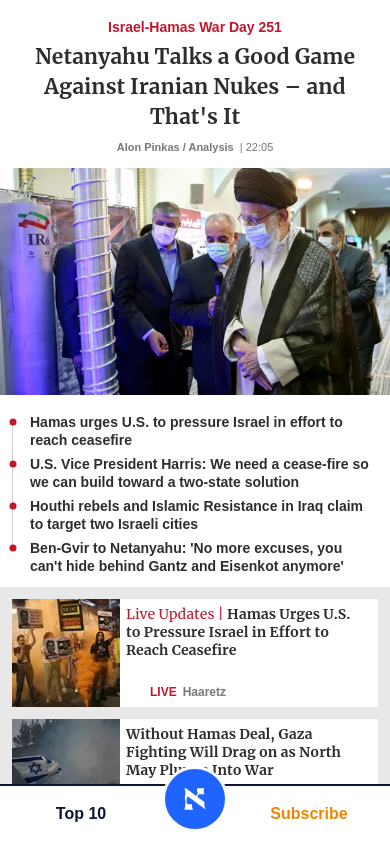 Israel-Hamas War Day 251
Netanyahu Talks a Good Game
Against Iranian Nukes – and
That's It
Alon Pinkas / Analysis | 22:05
IR6
Hamas urges U.S. to pressure Israel in effort to
reach ceasefire
U.S. Vice President Harris: We need a cease-fire so
we can build toward a two-state solution
Houthi rebels and Islamic Resistance in Iraq claim
to target two Israeli cities
Ben-Gvir to Netanyahu: 'No more excuses, you
can't hide behind Gantz and Eisenkot anymore'
Live Updates | Hamas Urges U.S.
to Pressure Israel in Effort to
Reach Ceasefire
LIVE Haaretz
Without Hamas Deal, Gaza
Fighting Will Drag on as North
May Into War
Top 10
Subscribe